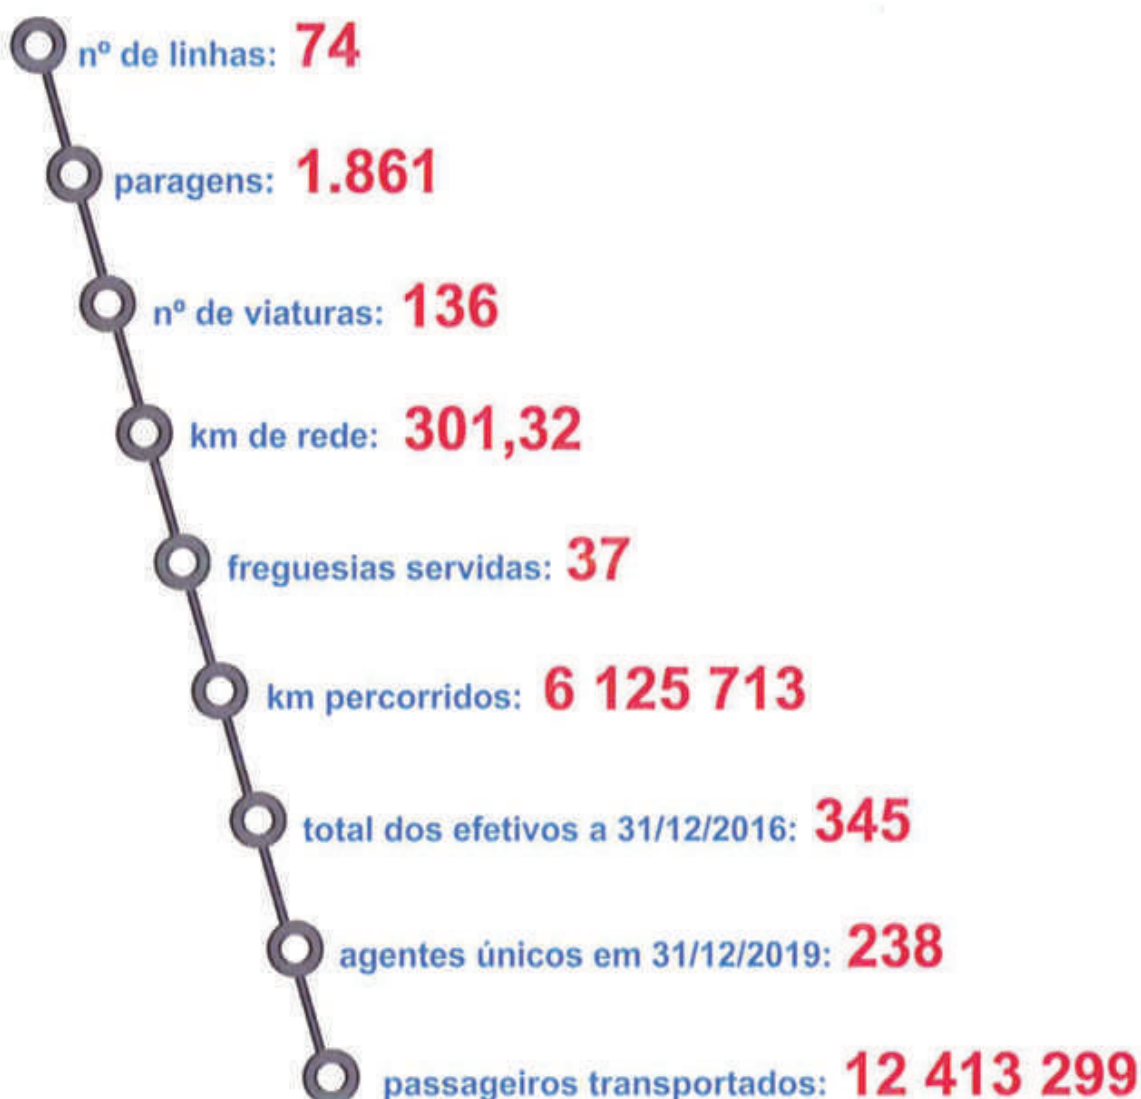 nº de linhas: 74
paragens: 1.861
nº de viaturas: 136
km de rede: 301,32
freguesias servidas: 37
km percorridos: 6 125 713
total dos efetivos a 31/12/2016: 345
agentes únicos em 31/12/2019: 238
passageiros transportados: 12 413 299